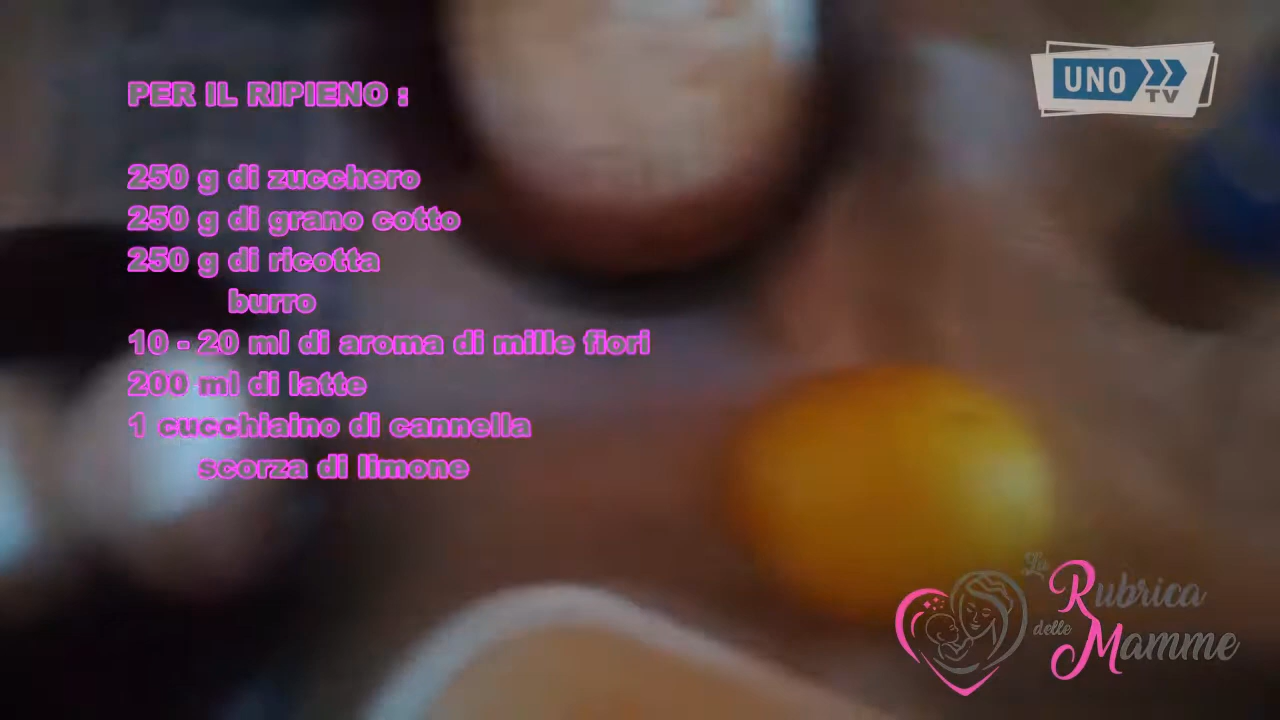 PER IL RIPIENO :
250 g di zucchero
250 g di grano cotto
250 g di ricotta
burro
10 - 20 ml di aroma di mille fiori
200 ml di latte
1 cucchiaino di cannella
scorza di limone
UNO TV
La Rubrica
delle Mamme